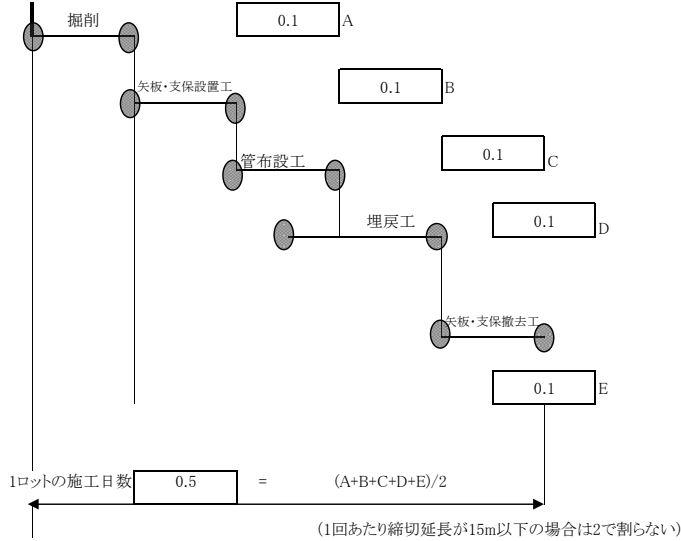 掘削
0.1 A
矢板・支保設置工
0.1 B
管布設工
0.1 C
埋戻工
0.1 D
矢板・支保撤去工
0.1 E
1ロットの施工日数 0.5 = (A+B+C+D+E)/2
(1回あたり締切延長が15m以下の場合は2で割らない)